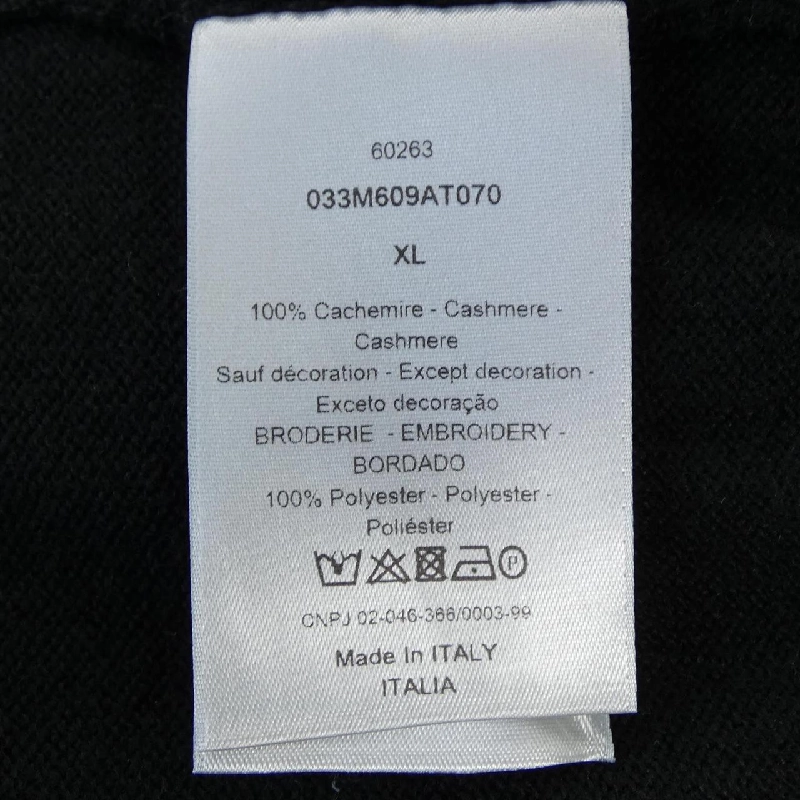 60263
033M609AT070
XL
100% Cachemire - Cashmere -
Cashmere
Sauf décoration - Except decoration -
Exceto decoração
BRODERIE - EMBROIDERY -
BORDADO
100% Polyester - Polyester -
Poliéster
P
CNPJ 02-046-366/0003-99
Made In ITALY
ITALIA